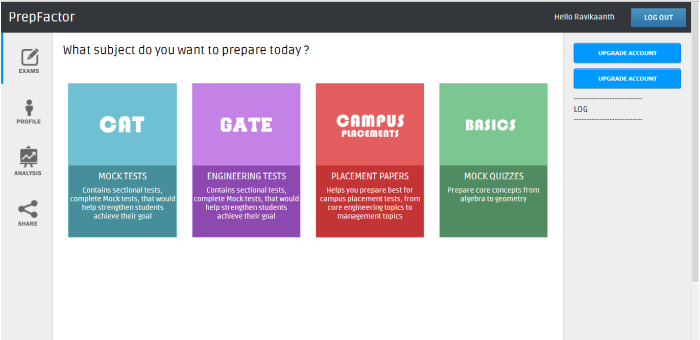 PrepFactor
Hello Ravikaanth
LOG OUT
EXAMS
PROFILE
ANALYSIS
SHARE
What subject do you want to prepare today ?
CAT
MOCK TESTS
Contains sectional tests,
complete Mock tests, that would
help strengthen students
achieve their goal
GATE
ENGINEERING TESTS
Contains sectional tests,
complete Mock tests, that would
help strengthen students
achieve their goal
CAMPUS
PLACEMENTS
PLACEMENT PAPERS
Helps you prepare best for
campus placement tests, from
core engineering topics to
management topics
BASICS
MOCK QUIZZES
Prepare core concepts from
algebra to geometry
UPGRADE ACCOUNT
UPGRADE ACCOUNT
LOG